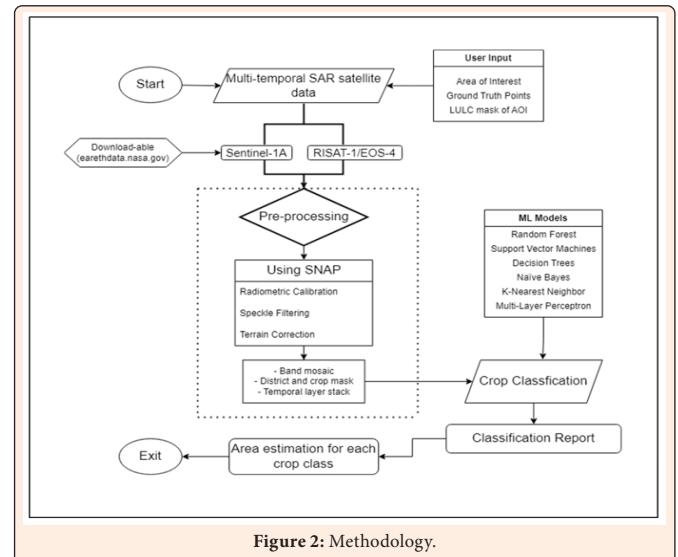 Start
Multi-temporal SAR satellite
data
User Input
Area of Interest
Ground Truth Points
LULC mask of AOI
Download-able
(earethdata.nasa.gov)
Sentinel-1A
RISAT-1/EOS-4
Pre-processing
Using SNAP
Radiometric Calibration
Speckle Filtering
Terrain Correction
- Band mosaic
- District and crop mask
- Temporal layer stack
ML Models
Random Forest
Support Vector Machines
Decision Trees
Naïve Bayes
K-Nearest Neighbor
Multi-Layer Perceptron
Crop Classfication
Classification Report
Area estimation for each
crop class
Exit
Figure 2: Methodology.